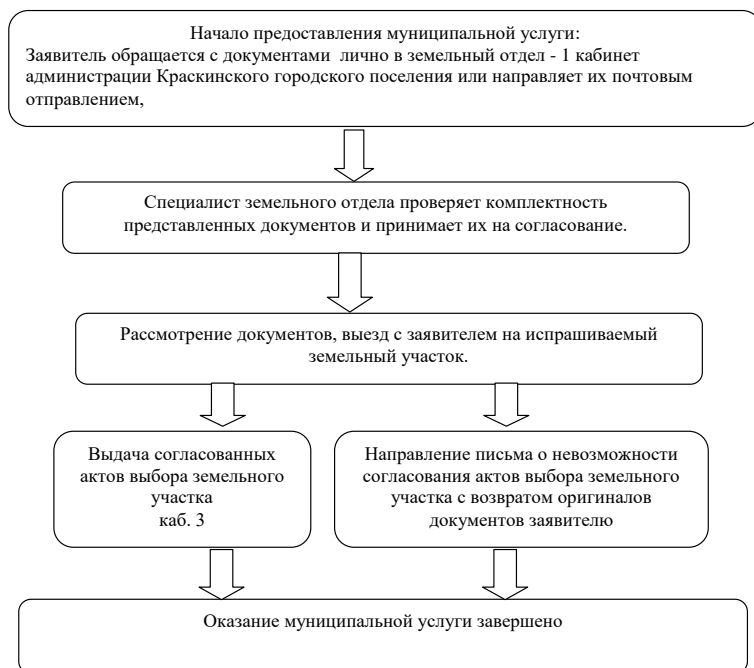 Начало предоставления муниципальной услуги:
Заявитель обращается с документами лично в земельный отдел - 1 кабинет
администрации Краскинского городского поселения или направляет их почтовым
отправлением,
Специалист земельного отдела проверяет комплектность
представленных документов и принимает их на согласование.
Рассмотрение документов, выезд с заявителем на испрашиваемый
земельный участок.
Выдача согласованных
актов выбора земельного
участка
каб. 3
Направление письма о невозможности
согласования актов выбора земельного
участка с возвратом оригиналов
документов заявителю
Оказание муниципальной услуги завершено